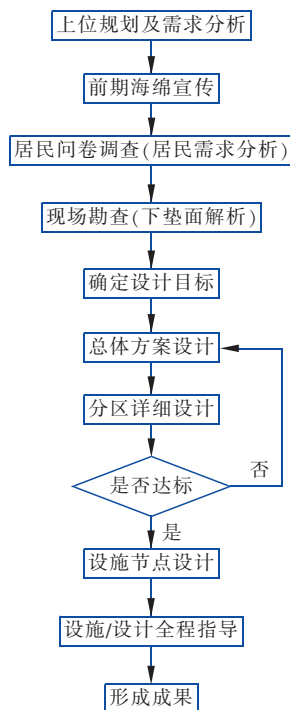 上位规划及需求分析
前期海绵宣传
居民问卷调查(居民需求分析)
现场勘查(下垫面解析)
确定设计目标
总体方案设计
分区详细设计
是否达标
否
是
设施节点设计
设施/设计全程指导
形成成果